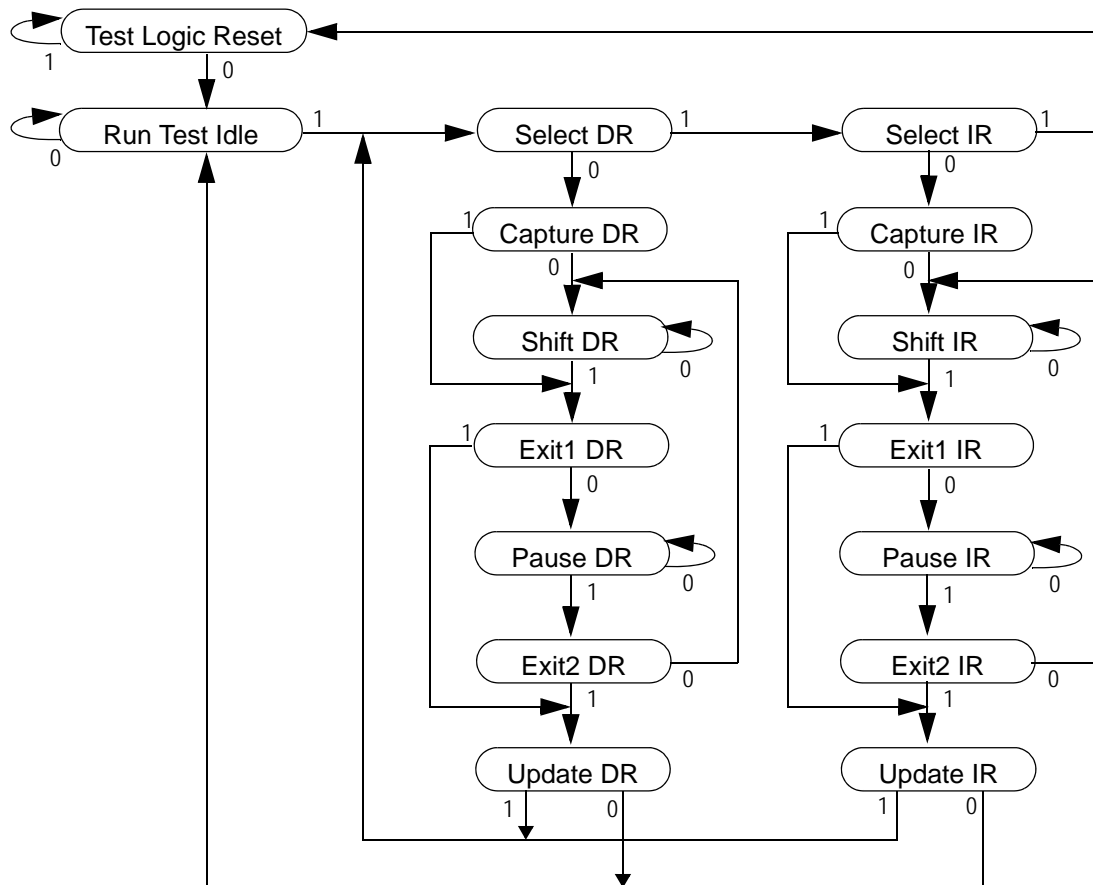 Test Logic Reset
1
0
Run Test Idle
1
Select DR
1
Select IR
1
0
0
0
1
Capture DR
1
Capture IR
0
0
Shift DR
Shift IR
0
0
1
1
1
Exit1 DR
1
Exit1 IR
0
0
Pause DR
Pause IR
0
0
1
1
Exit2 DR
Exit2 IR
0
0
1
1
Update DR
Update IR
1
0
1
0